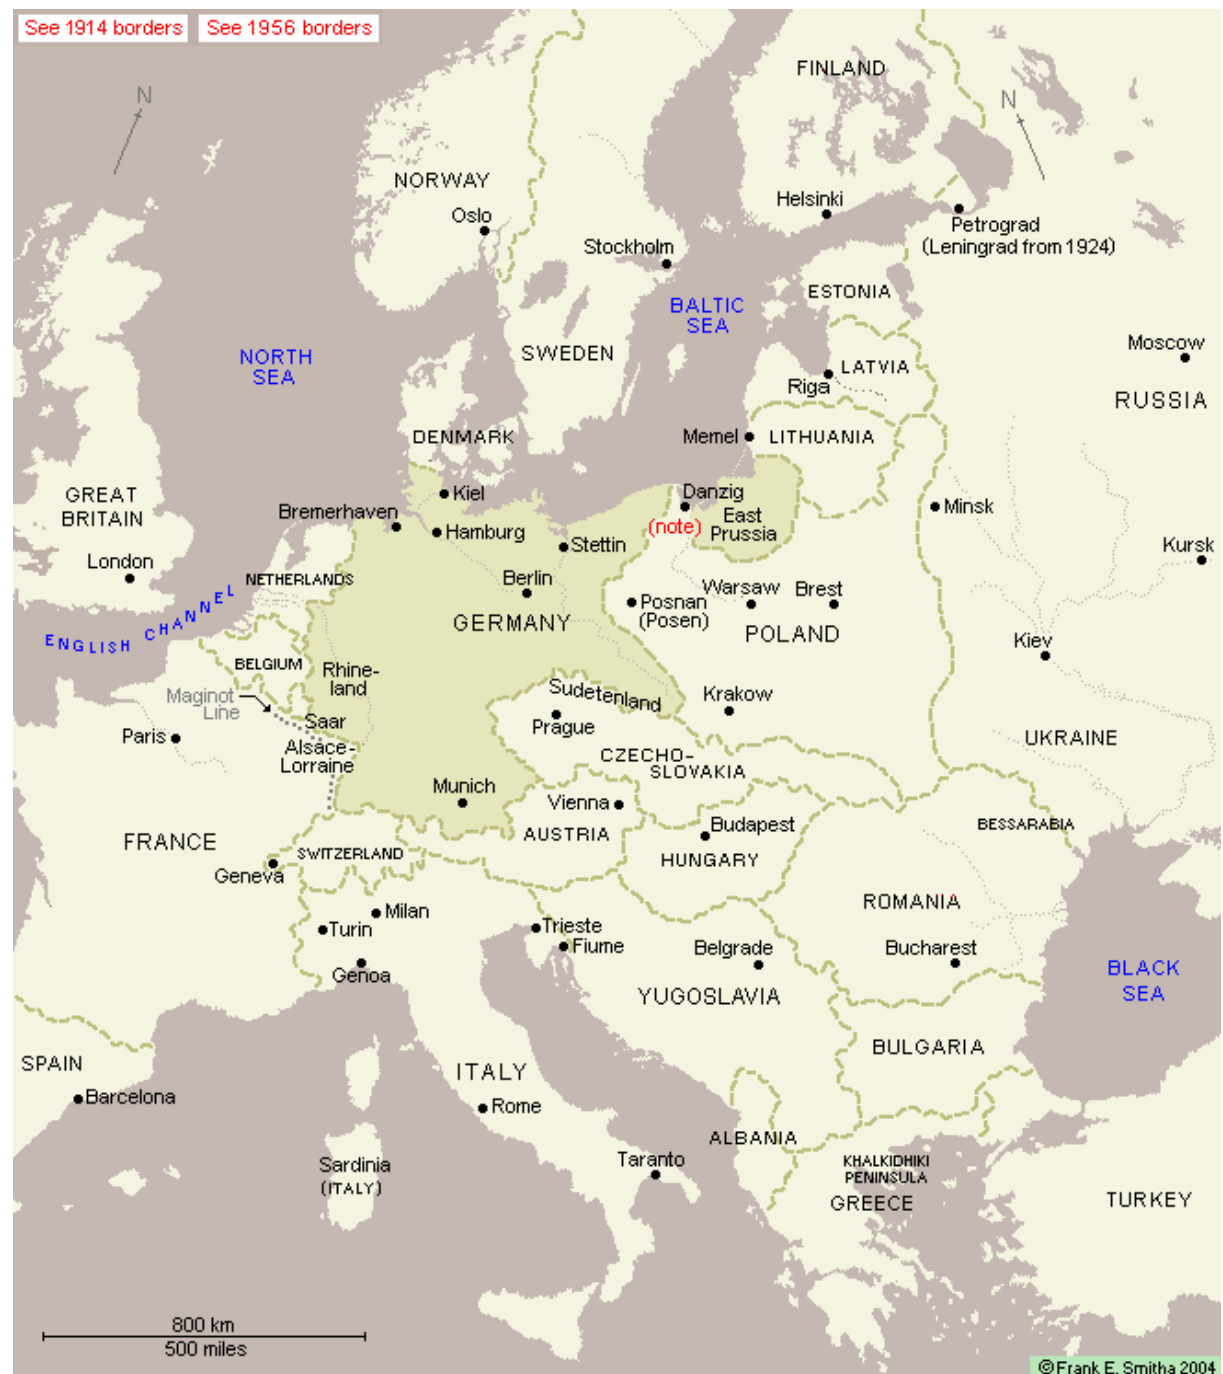 See 1914 borders
See 1956 borders
FINLAND
N
N
NORWAY
Oslo
Helsinki
Petrograd
(Leningrad from 1924)
Stockholm
ESTONIA
BALTIC
SEA
NORTH
SEA
SWEDEN
LATVIA
Riga
Moscow
RUSSIA
DENMARK
Memel
LITHUANIA
GREAT
BRITAIN
Kiel
Bremerhaven
Hamburg
Danzig
(note)
East
Prussia
Minsk
Stettin
London
NETHERLANDS
Berlin
GERMANY
Posnan
(Posen)
Warsaw
Brest
POLAND
Kursk
ENGLISH CHANNEL
BELGIUM
Rhine-
land
Kiev
Maginot
Line
Saar
Sudetenland
Prague
Krakow
Paris
Alsace-
Lorraine
CZECHO-
SLOVAKIA
UKRAINE
Munich
Vienna
AUSTRIA
Budapest
HUNGARY
BESSARABIA
FRANCE
SWITZERLAND
Geneva
ROMANIA
Milan
Turin
Genoa
Trieste
Fiume
Belgrade
Bucharest
YUGOSLAVIA
BLACK
SEA
SPAIN
Barcelona
ITALY
Rome
BULGARIA
ALBANIA
Taranto
Sardinia
(ITALY)
KHALKIDHIKI
PENINSULA
GREECE
TURKEY
800 km
500 miles
©Frank E. Smitha 2004